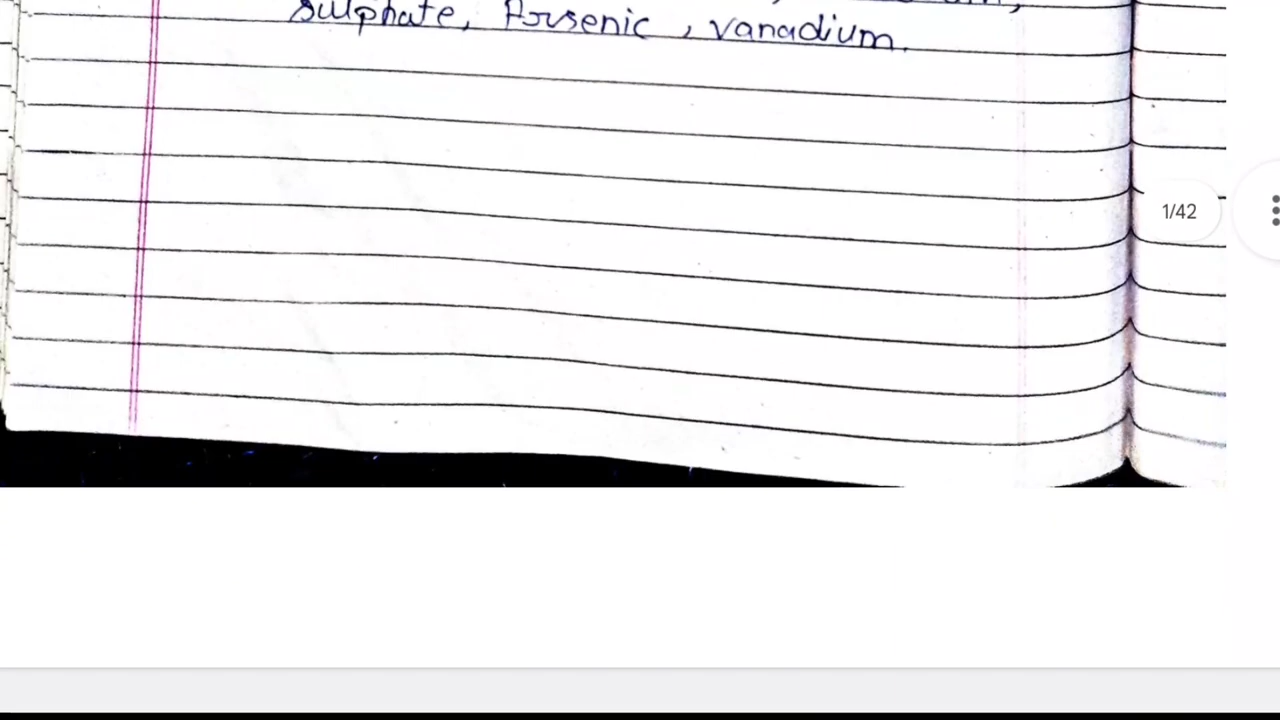 sulphate, Arsenic, vanadium.
1/42